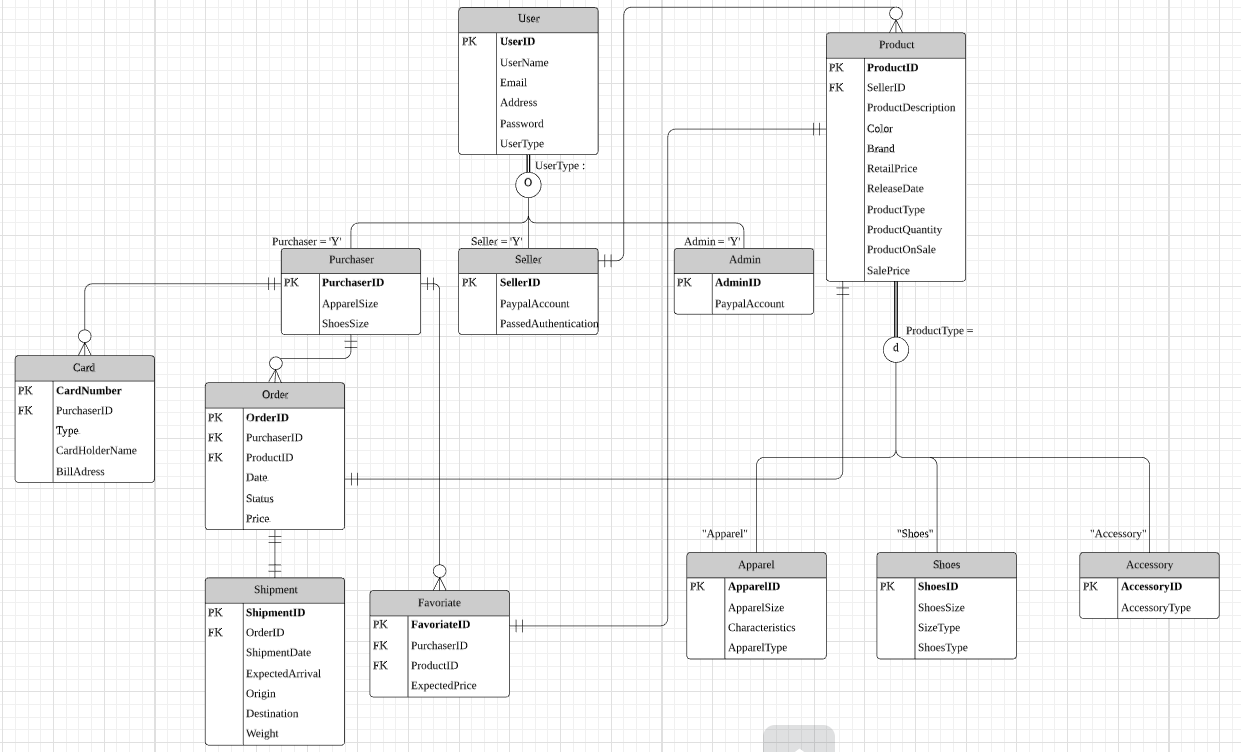 User
PK UserID
UserName
Email
Address
Password
UserType
UserType :
O
Product
PK ProductID
FK SellerID
ProductDescription
Color
Brand
RetailPrice
ReleaseDate
ProductType
ProductQuantity
ProductOnSale
SalePrice
Purchaser = 'Y'
Seller = 'Y'
Admin = 'Y'
Purchaser
PK PurchaserID
ApparelSize
ShoesSize
Seller
PK SellerID
PaypalAccount
PassedAuthentication
Admin
PK AdminID
PaypalAccount
ProductType =
d
Card
PK CardNumber
FK PurchaserID
Type
CardHolderName
BillAdress
Order
PK OrderID
FK PurchaserID
FK ProductID
Date
Status
Price
"Apparel"
"Shoes"
"Accessory"
Shipment
PK ShipmentID
FK OrderID
ShipmentDate
ExpectedArrival
Origin
Destination
Weight
Favoriate
PK FavoriateID
FK PurchaserID
FK ProductID
ExpectedPrice
Apparel
PK ApparelID
ApparelSize
Characteristics
ApparelType
Shoes
PK ShoesID
ShoesSize
SizeType
ShoesType
Accessory
PK AccessoryID
AccessoryType